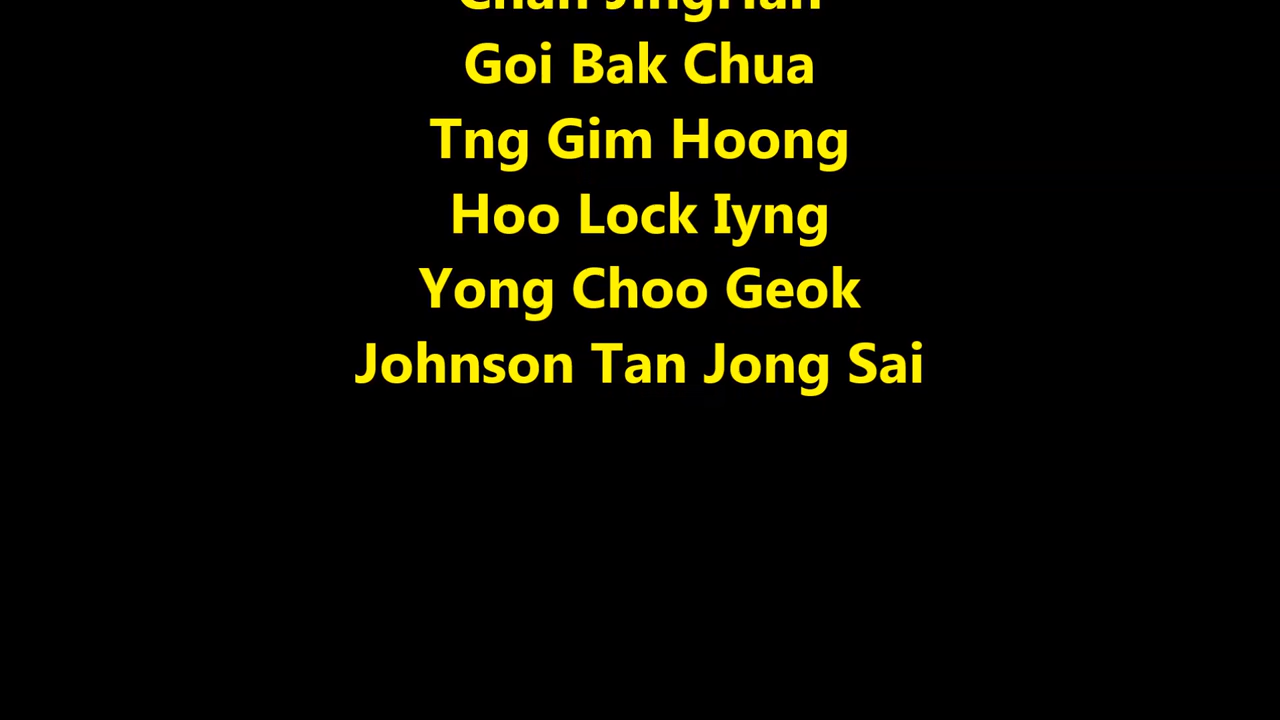 Goi Bak Chua
Tng Gim Hoong
Hoo Lock Iyng
Yong Choo Geok
Johnson Tan Jong Sai